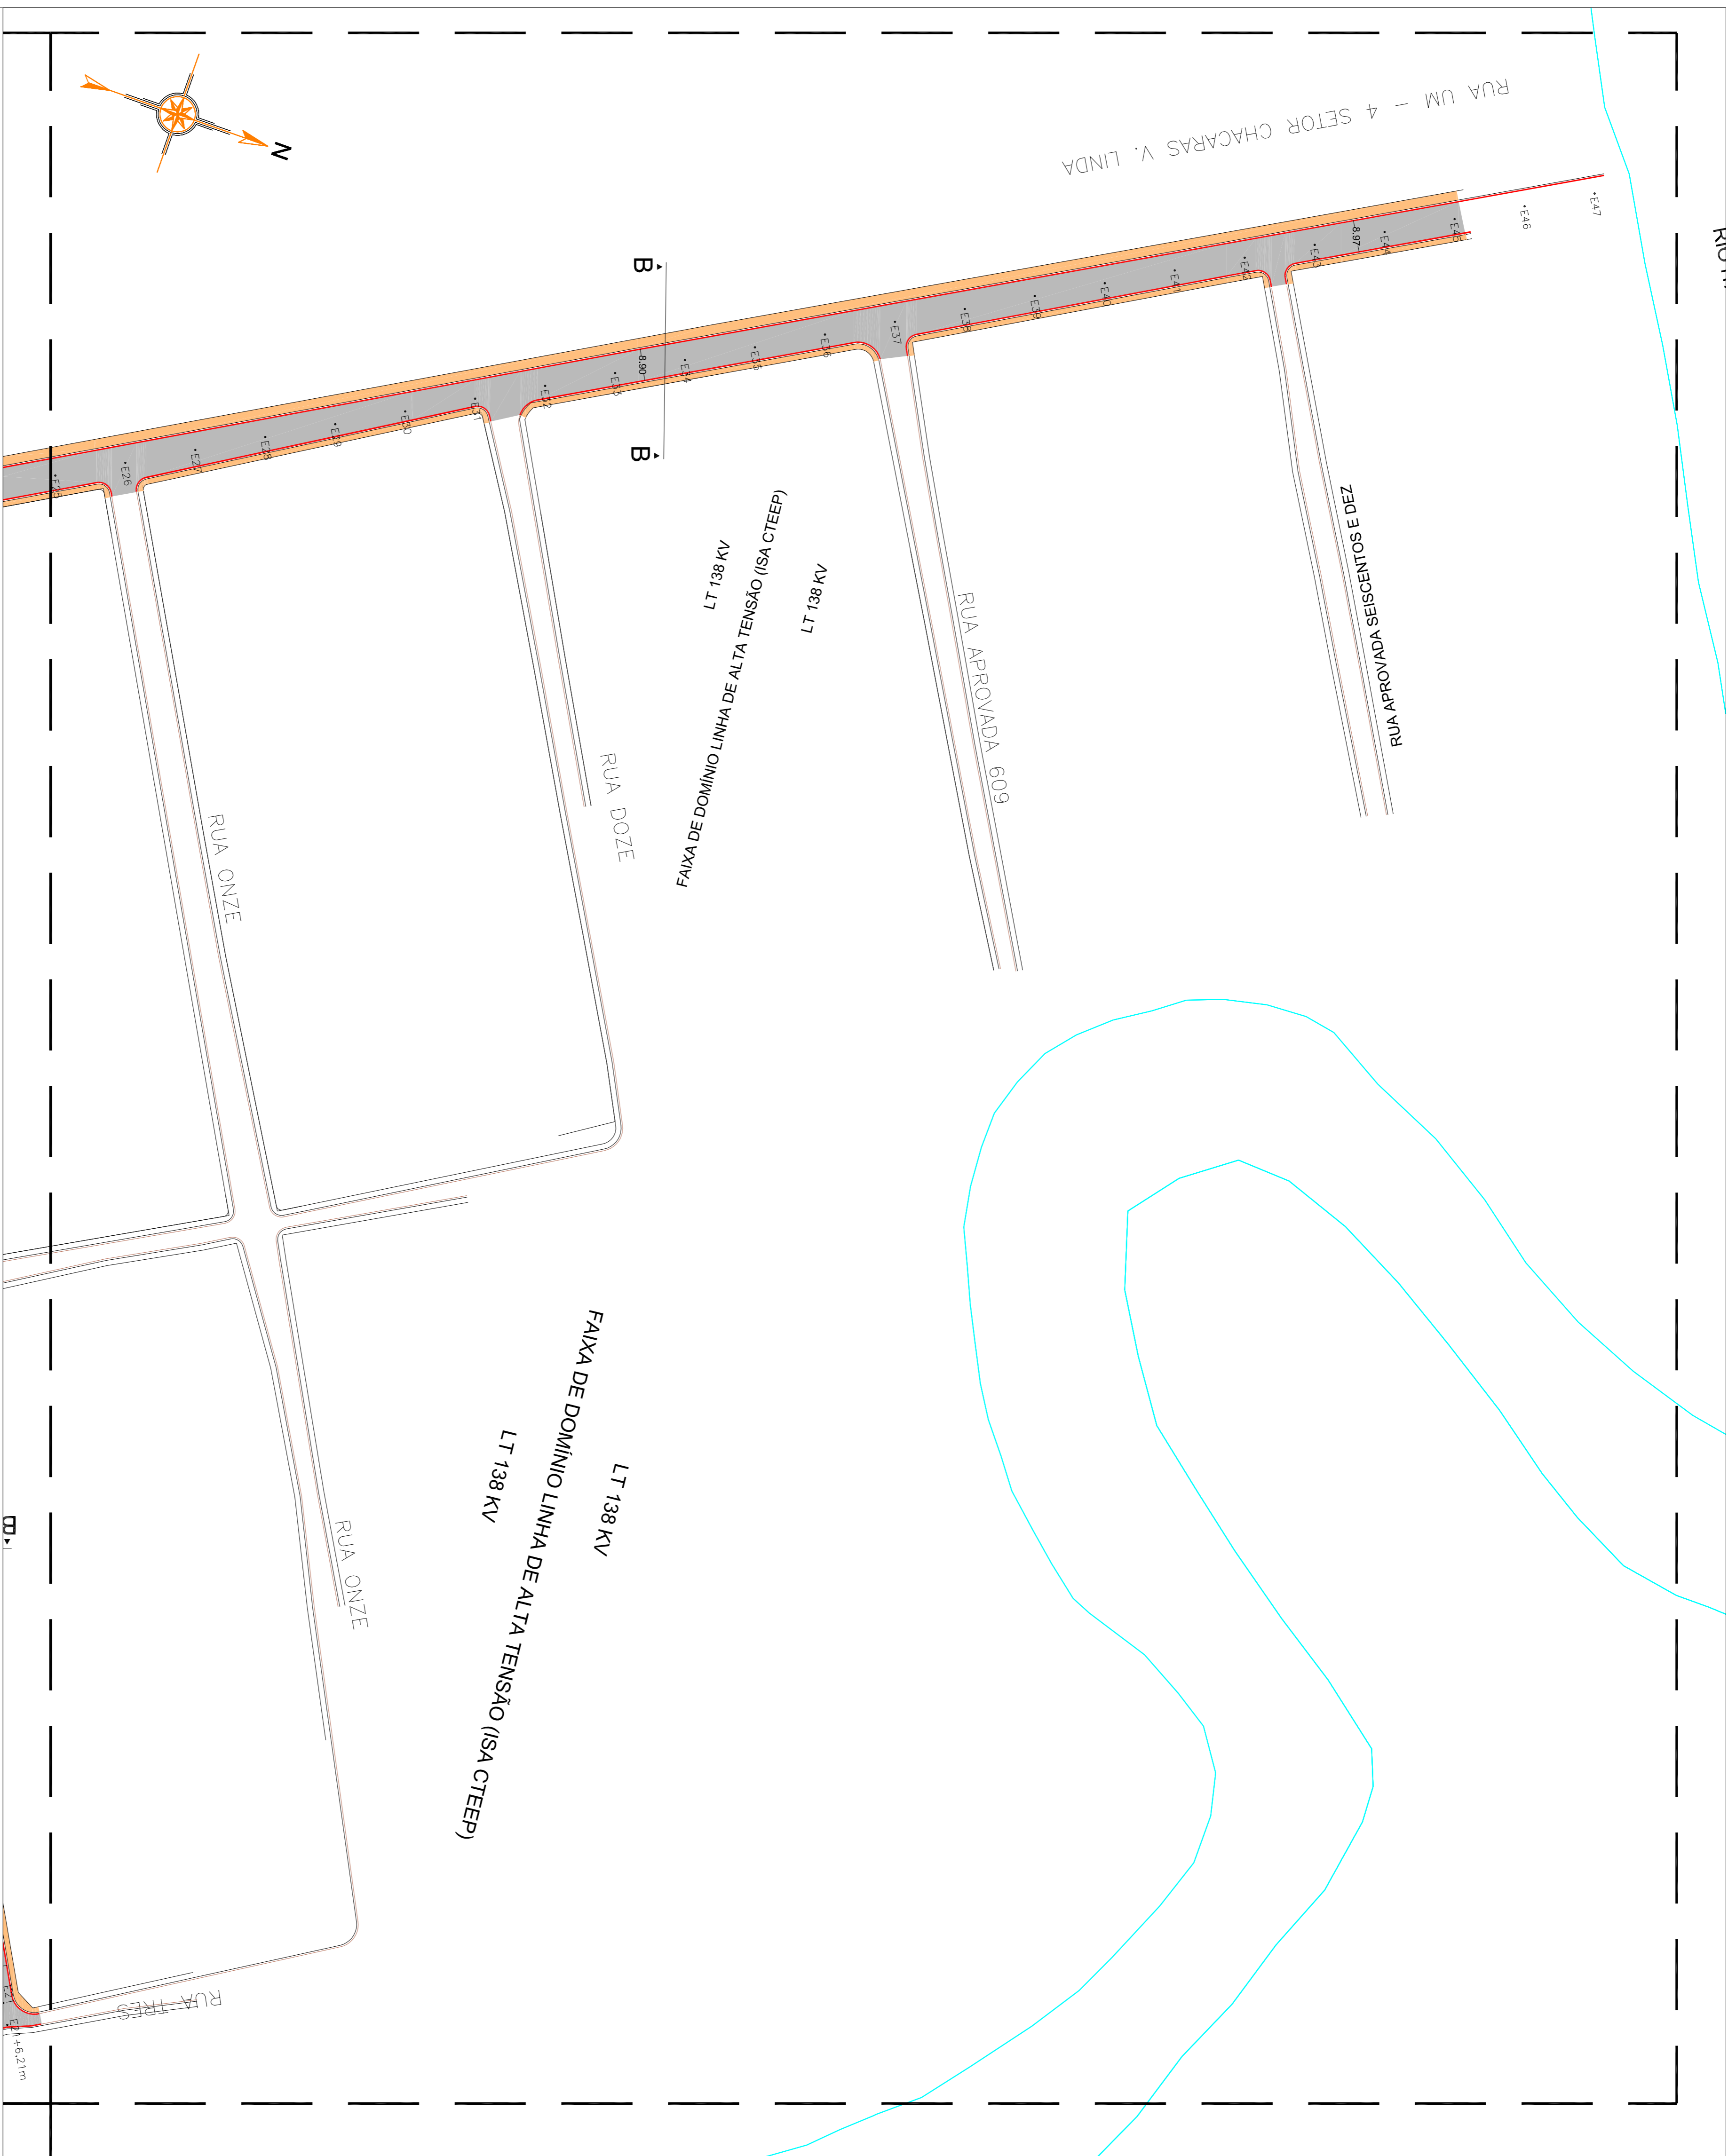 N
RUA UM - 4 SETOR CHACARAS V. LINDA
E47
E46
E45
E44
8.97
E43
E42
E41
E40
E39
E38
E37
E36
E35
E34
8.90
E33
E32
E31
E30
E29
E28
E27
E26
E25
B
B
LT 138 KV
FAIXA DE DOMÍNIO LINHA DE ALTA TENSÃO (ISA CTEEP)
LT 138 KV
RUA APROVADA SEISCENTOS E DEZ
RUA APROVADA 609
RUA DOZE
RUA ONZE
LT 138 KV
FAIXA DE DOMÍNIO LINHA DE ALTA TENSÃO (ISA CTEEP)
LT 138 KV
RUA ONZE
B
RUA TRES
E21
E21+6,21m